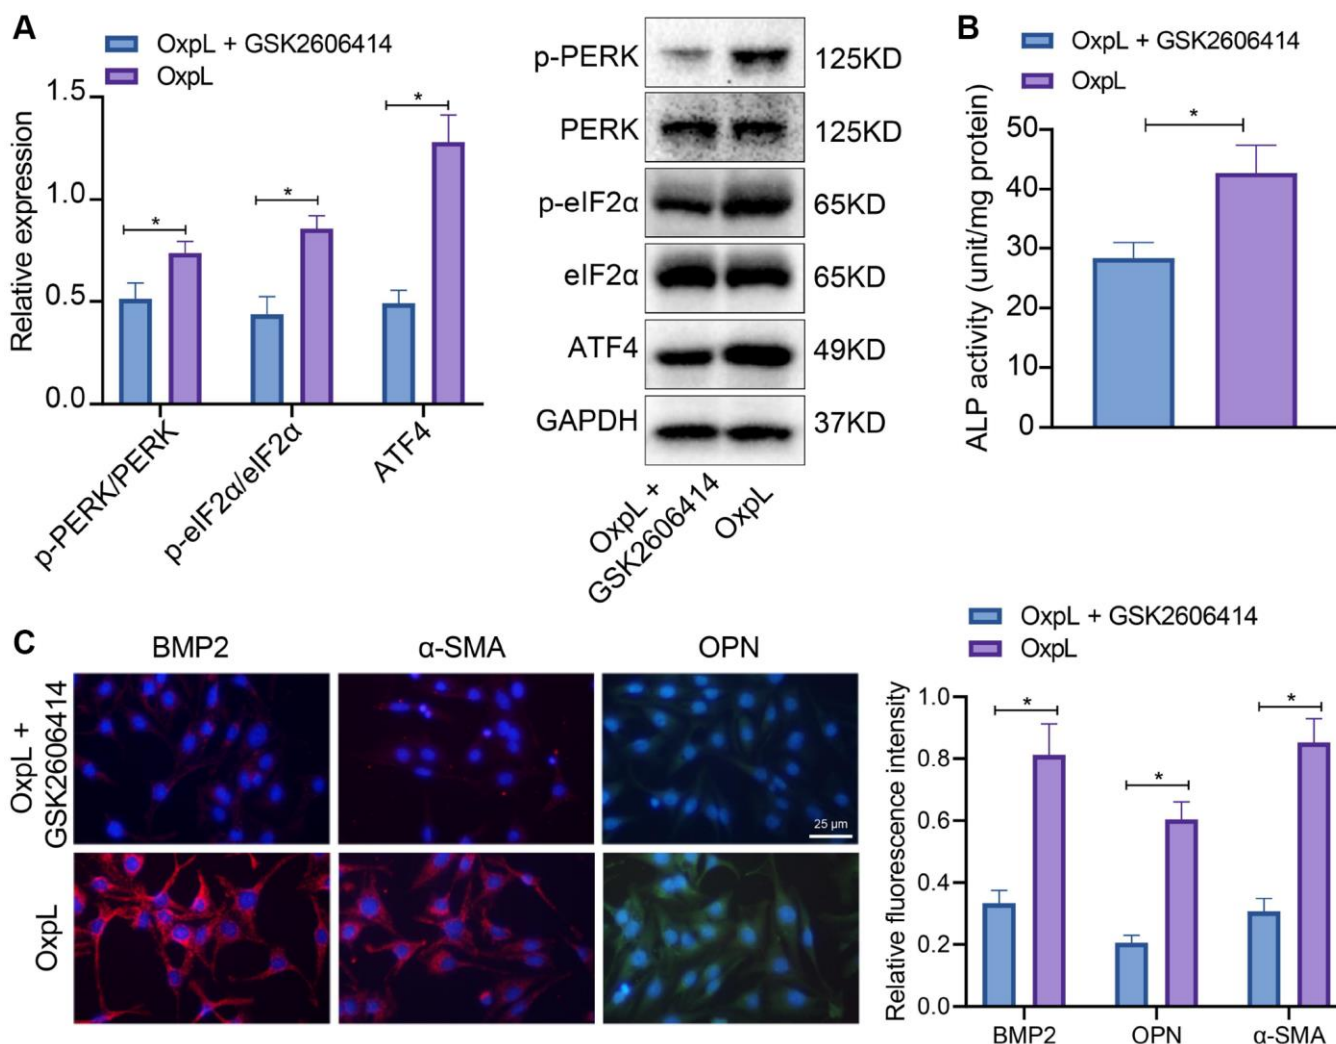 A
OxpL + GSK2606414
OxpL
Relative expression
1.5
1.0
0.5
0.0
*
*
*
p-PERK/PERK
p-eIF2α/eIF2α
ATF4
p-PERK
125KD
PERK
125KD
p-eIF2α
65KD
eIF2α
65KD
ATF4
49KD
GAPDH
37KD
OxpL +
GSK2606414
OxpL
B
OxpL + GSK2606414
OxpL
ALP activity (unit/mg protein)
50
40
30
20
10
0
*
C
BMP2
α-SMA
OPN
OxpL +
GSK2606414
25 μm
OxpL
OxpL + GSK2606414
OxpL
Relative fluorescence intensity
1.0
0.8
0.6
0.4
0.2
0.0
*
*
*
BMP2
OPN
α-SMA